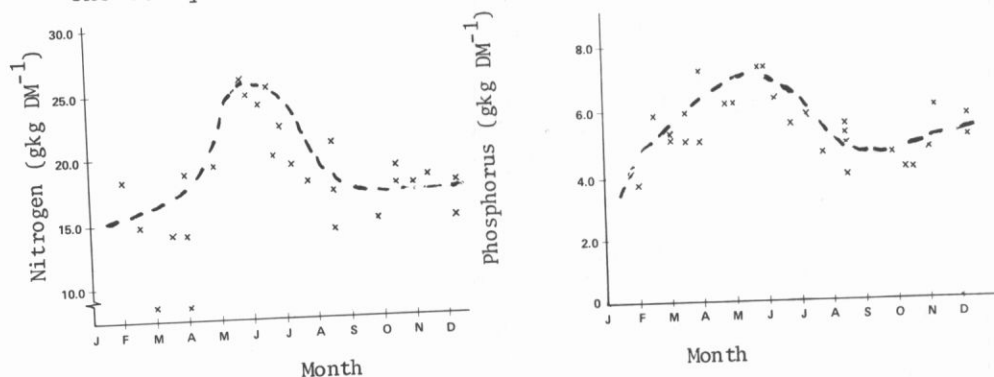 Nitrogen (gkg DM⁻¹)
30.0
25.0
20.0
15.0
10.0
J F M A M J J A S O N D
Month
Phosphorus (gkg DM⁻¹)
8.0
6.0
4.0
2.0
0
J F M A M J J A S O N D
Month